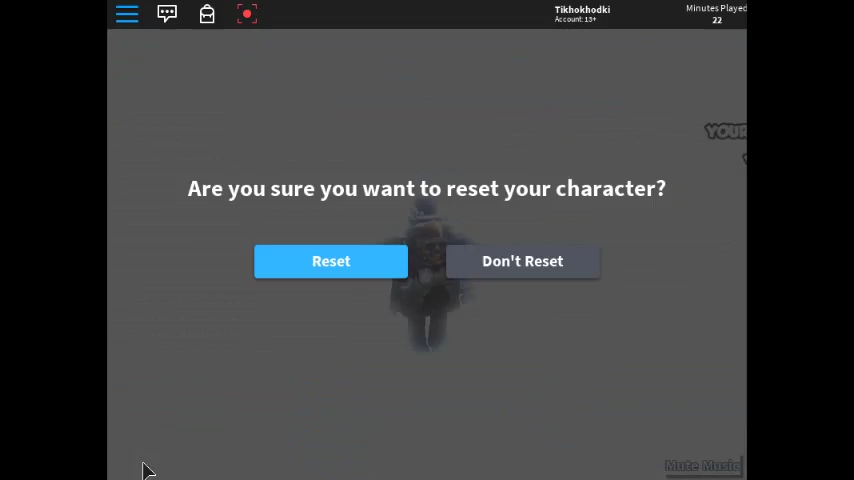 Tikhokhodki
Account: 13+
Minutes Played
22
YOUR
Are you sure you want to reset your character?
Reset
Don't Reset
Mute Music